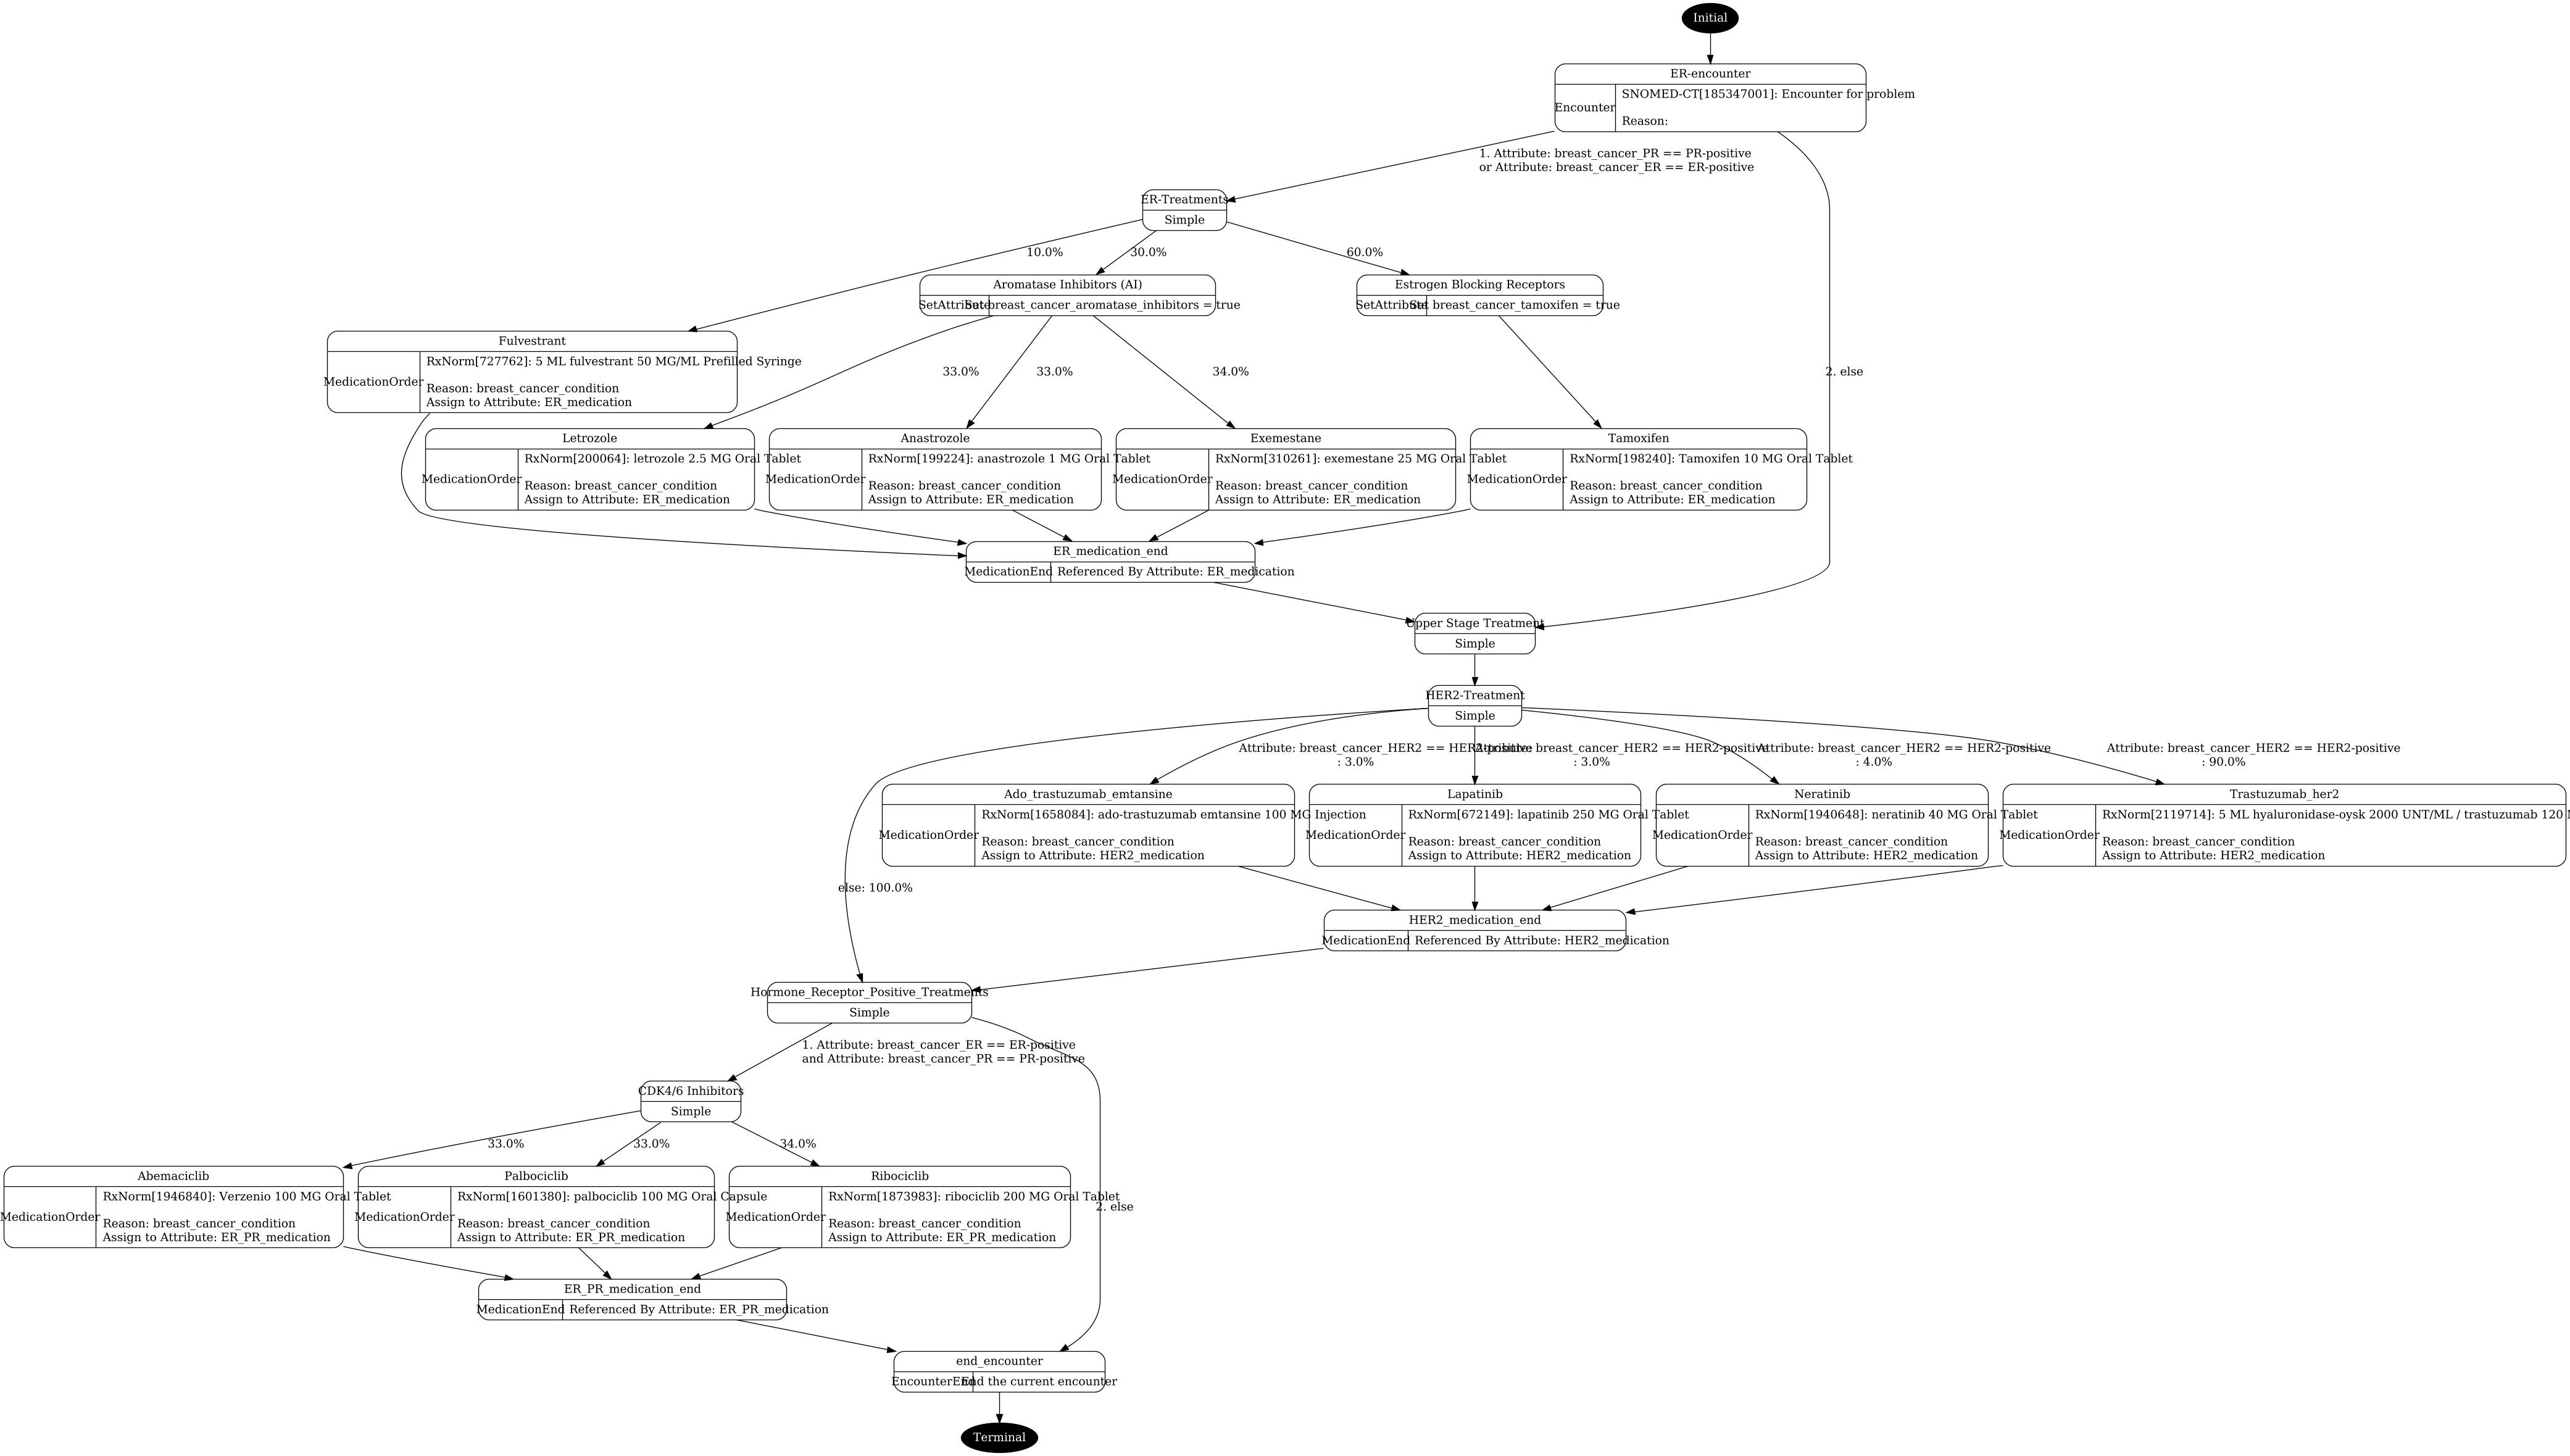 Initial
ER-encounter
Encounter
SNOMED-CT[185347001]: Encounter for problem
Reason:
1. Attribute: breast_cancer_PR == PR-positive
or Attribute: breast_cancer_ER == ER-positive
ER-Treatments
Simple
10.0%
30.0%
60.0%
Aromatase Inhibitors (AI)
SetAttribute
Set breast_cancer_aromatase_inhibitors = true
Estrogen Blocking Receptors
SetAttribute
Set breast_cancer_tamoxifen = true
Fulvestrant
MedicationOrder
RxNorm[727762]: 5 ML fulvestrant 50 MG/ML Prefilled Syringe
Reason: breast_cancer_condition
Assign to Attribute: ER_medication
33.0%
33.0%
34.0%
2. else
Letrozole
MedicationOrder
RxNorm[200064]: letrozole 2.5 MG Oral Tablet
Reason: breast_cancer_condition
Assign to Attribute: ER_medication
Anastrozole
MedicationOrder
RxNorm[199224]: anastrozole 1 MG Oral Tablet
Reason: breast_cancer_condition
Assign to Attribute: ER_medication
Exemestane
MedicationOrder
RxNorm[310261]: exemestane 25 MG Oral Tablet
Reason: breast_cancer_condition
Assign to Attribute: ER_medication
Tamoxifen
MedicationOrder
RxNorm[198240]: Tamoxifen 10 MG Oral Tablet
Reason: breast_cancer_condition
Assign to Attribute: ER_medication
ER_medication_end
MedicationEnd
Referenced By Attribute: ER_medication
Upper Stage Treatment
Simple
HER2-Treatment
Simple
Attribute: breast_cancer_HER2 == HER2-positive
: 3.0%
Attribute: breast_cancer_HER2 == HER2-positive
: 3.0%
Attribute: breast_cancer_HER2 == HER2-positive
: 4.0%
Attribute: breast_cancer_HER2 == HER2-positive
: 90.0%
Ado_trastuzumab_emtansine
MedicationOrder
RxNorm[1658084]: ado-trastuzumab emtansine 100 MG Injection
Reason: breast_cancer_condition
Assign to Attribute: HER2_medication
Lapatinib
MedicationOrder
RxNorm[672149]: lapatinib 250 MG Oral Tablet
Reason: breast_cancer_condition
Assign to Attribute: HER2_medication
Neratinib
MedicationOrder
RxNorm[1940648]: neratinib 40 MG Oral Tablet
Reason: breast_cancer_condition
Assign to Attribute: HER2_medication
Trastuzumab_her2
MedicationOrder
RxNorm[2119714]: 5 ML hyaluronidase-oysk 2000 UNT/ML / trastuzumab 120
Reason: breast_cancer_condition
Assign to Attribute: HER2_medication
else: 100.0%
HER2_medication_end
MedicationEnd
Referenced By Attribute: HER2_medication
Hormone_Receptor_Positive_Treatments
Simple
1. Attribute: breast_cancer_ER == ER-positive
and Attribute: breast_cancer_PR == PR-positive
CDK4/6 Inhibitors
Simple
33.0%
33.0%
34.0%
Abemaciclib
MedicationOrder
RxNorm[1946840]: Verzenio 100 MG Oral Tablet
Reason: breast_cancer_condition
Assign to Attribute: ER_PR_medication
Palbociclib
MedicationOrder
RxNorm[1601380]: palbociclib 100 MG Oral Capsule
Reason: breast_cancer_condition
Assign to Attribute: ER_PR_medication
Ribociclib
MedicationOrder
RxNorm[1873983]: ribociclib 200 MG Oral Tablet
Reason: breast_cancer_condition
Assign to Attribute: ER_PR_medication
2. else
ER_PR_medication_end
MedicationEnd
Referenced By Attribute: ER_PR_medication
end_encounter
EncounterEnd
End the current encounter
Terminal